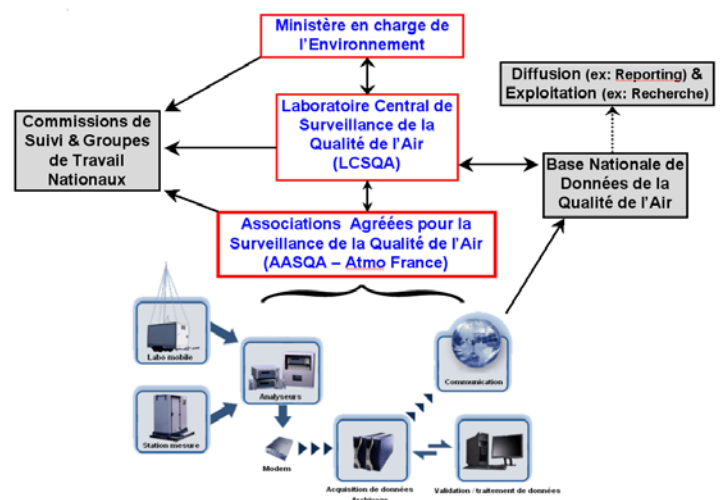 Ministère en charge de
l'Environnement
Diffusion (ex: Reporting) &
Exploitation (ex: Recherche)
Commissions de
Suivi & Groupes
de Travail
Nationaux
Laboratoire Central de
Surveillance de la
Qualité de l'Air
(LCSQA)
Base Nationale de
Données de la
Qualité de l'Air
Associations Agréées pour la
Surveillance de la Qualité de l'Air
(AASQA – Atmo France)
Labo mobile
Analyseurs
Communication
Station mesure
Modem
Acquisition de données
Archivage
Validation / traitement de données